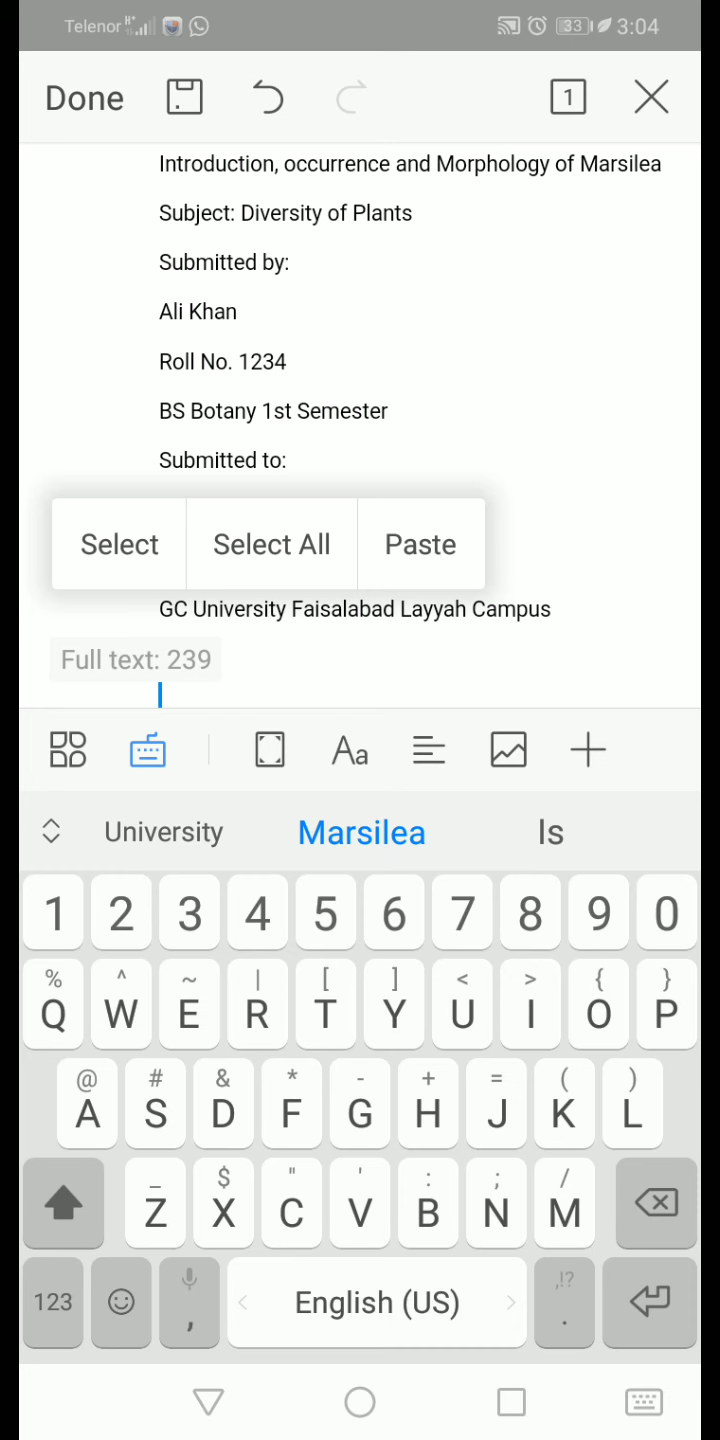 Telenor H+ 33 3:04
Done 1
Introduction, occurrence and Morphology of Marsilea
Subject: Diversity of Plants
Submitted by:
Ali Khan
Roll No. 1234
BS Botany 1st Semester
Submitted to:
Select Select All Paste
GC University Faisalabad Layyah Campus
Full text: 239
Aa
University Marsilea Is
1 2 3 4 5 6 7 8 9 0
% ^ ~ | [ ] < > { }
Q W E R T Y U I O P
@ # & * - + = ( )
A S D F G H J K L
_ $ " ' : ; /
Z X C V B N M
,!?
123 , < English (US) > .